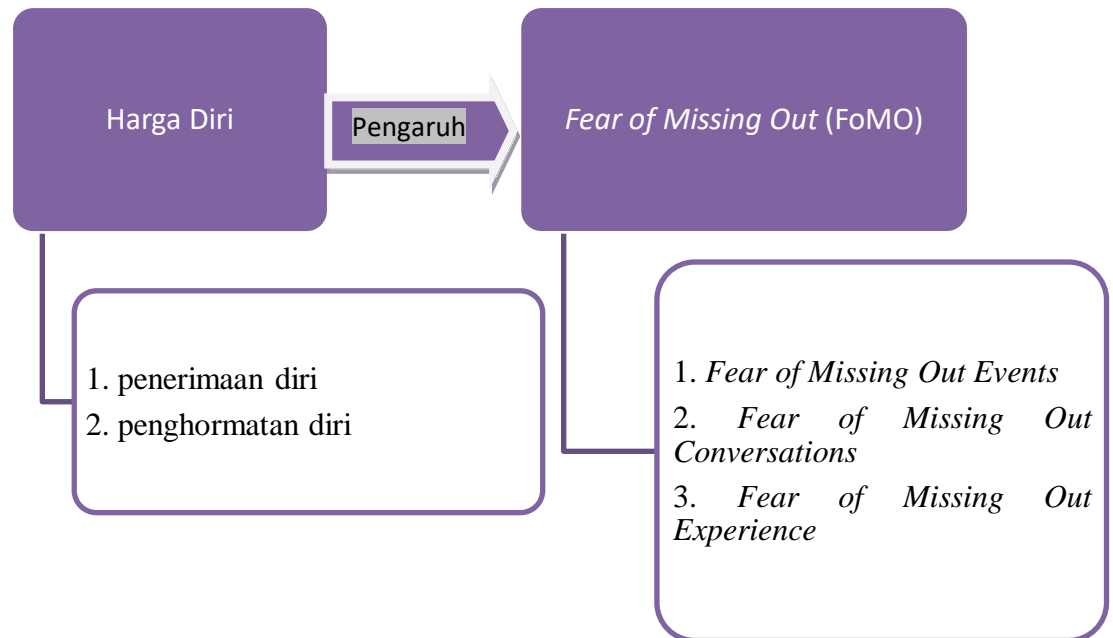 Harga Diri
Pengaruh
Fear of Missing Out (FoMO)
1. penerimaan diri
2. penghormatan diri
1. Fear of Missing Out Events
2. Fear of Missing Out
Conversations
3. Fear of Missing Out
Experience